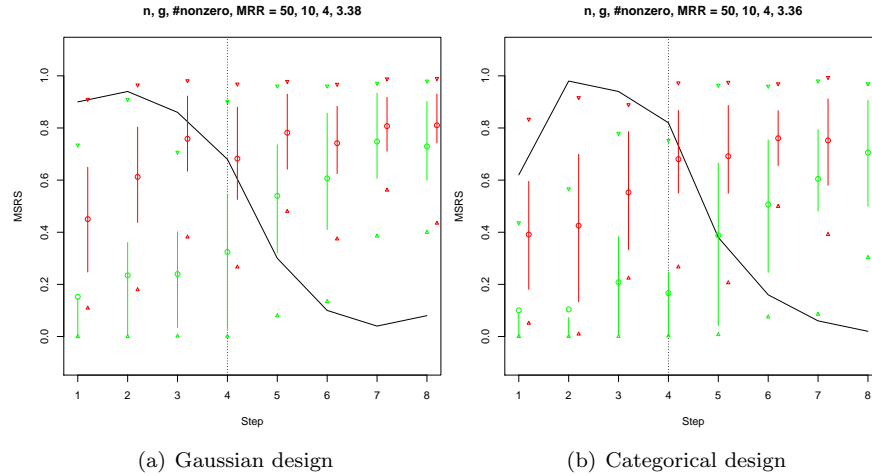 n, g, #nonzero, MRR = 50, 10, 4, 3.38
MSRS
1.0
0.8
0.6
0.4
0.2
0.0
1 2 3 4 5 6 7 8
Step
(a) Gaussian design
n, g, #nonzero, MRR = 50, 10, 4, 3.36
MSRS
1.0
0.8
0.6
0.4
0.2
0.0
1 2 3 4 5 6 7 8
Step
(b) Categorical design